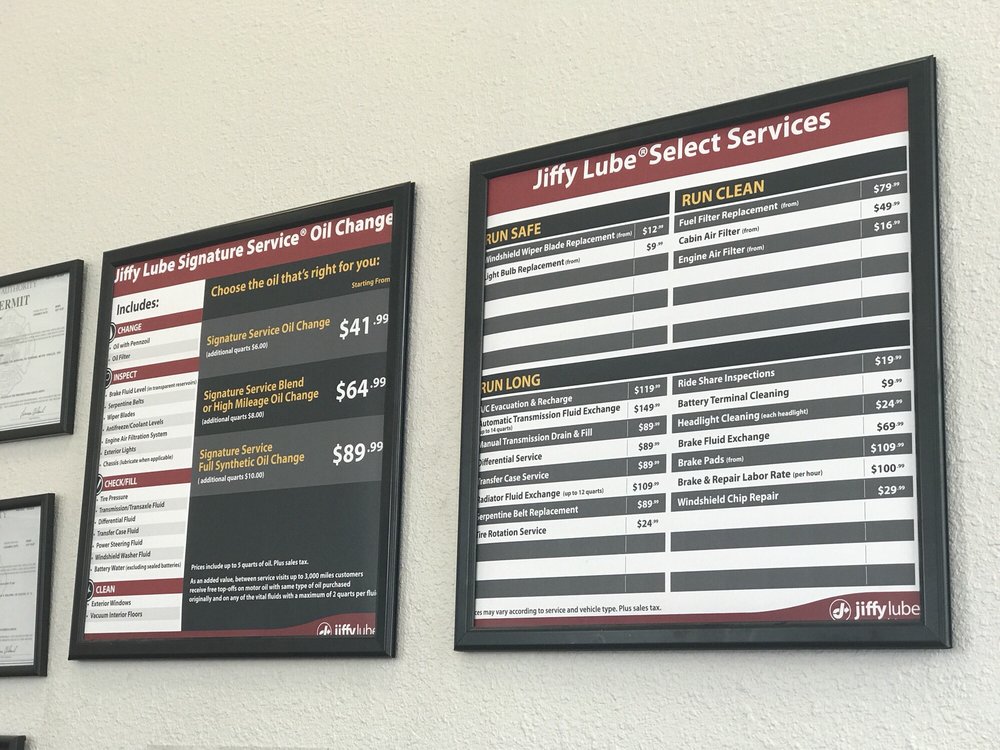 AUTHORITY
ERMIT
Jiffy Lube Signature Service® Oil Change
Includes:
CHANGE
Oil with Pennzoil
Oil Filter
INSPECT
Brake Fluid Level (in transparent reservoirs)
Serpentine Belts
Wiper Blades
Antifreeze/Coolant Levels
Engine Air Filtration System
Exterior Lights
Chassis (lubricate when applicable)
CHECK/FILL
Tire Pressure
Transmission/Transaxle Fluid
Differential Fluid
Transfer Case Fluid
Power Steering Fluid
Windshield Washer Fluid
Battery Water (excluding sealed batteries)
CLEAN
Exterior Windows
Vacuum Interior Floors
Choose the oil that's right for you:
Starting From
Signature Service Oil Change $41.99
(additional quarts $6.00)
Signature Service Blend
or High Mileage Oil Change $64.99
(additional quarts $8.00)
Signature Service
Full Synthetic Oil Change $89.99
(additional quarts $10.00)
Prices include up to 5 quarts of oil. Plus sales tax.
As an added value, between service visits up to 3,000 miles customers
receive free top-offs on motor oil with same type of oil purchased
originally and on any of the vital fluids with a maximum of 2 quarts per flui
jiffy lube
Jiffy Lube® Select Services
RUN SAFE
Windshield Wiper Blade Replacement (from) $12.99
ight Bulb Replacement (from) $9.99
RUN CLEAN
Fuel Filter Replacement (from) $79.99
Cabin Air Filter (from) $49.99
Engine Air Filter (from) $16.99
RUN LONG
A/C Evacuation & Recharge $119.99
Automatic Transmission Fluid Exchange $149.99
(up to 14 quarts)
Manual Transmission Drain & Fill $89.99
Differential Service $89.99
Transfer Case Service $89.99
Radiator Fluid Exchange (up to 12 quarts) $109.99
Serpentine Belt Replacement $89.99
Tire Rotation Service $24.99
Ride Share Inspections $19.99
Battery Terminal Cleaning $9.99
Headlight Cleaning (each headlight) $24.99
Brake Fluid Exchange $69.99
Brake Pads (from) $109.99
Brake & Repair Labor Rate (per hour) $100.99
Windshield Chip Repair $29.99
ces may vary according to service and vehicle type. Plus sales tax.
jiffy lube